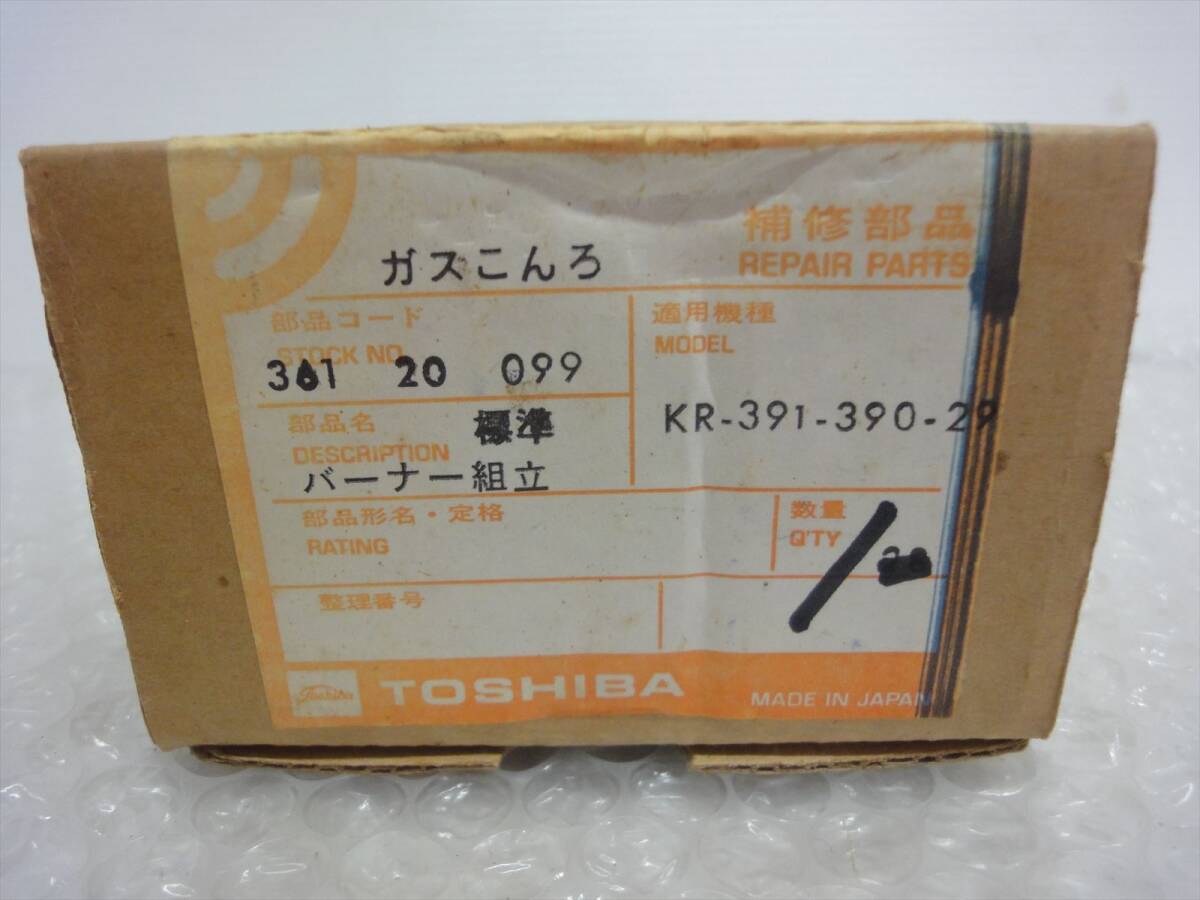 補修部品
ガスこんろ
REPAIR PARTS
部品コード
STOCK NO.
361 20 099
適用機種
MODEL
KR-391-390-29
部品名
標準
DESCRIPTION
バーナー組立
部品形名・定格
RATING
数量
Q'TY
整理番号
Toshiba
TOSHIBA
MADE IN JAPAN